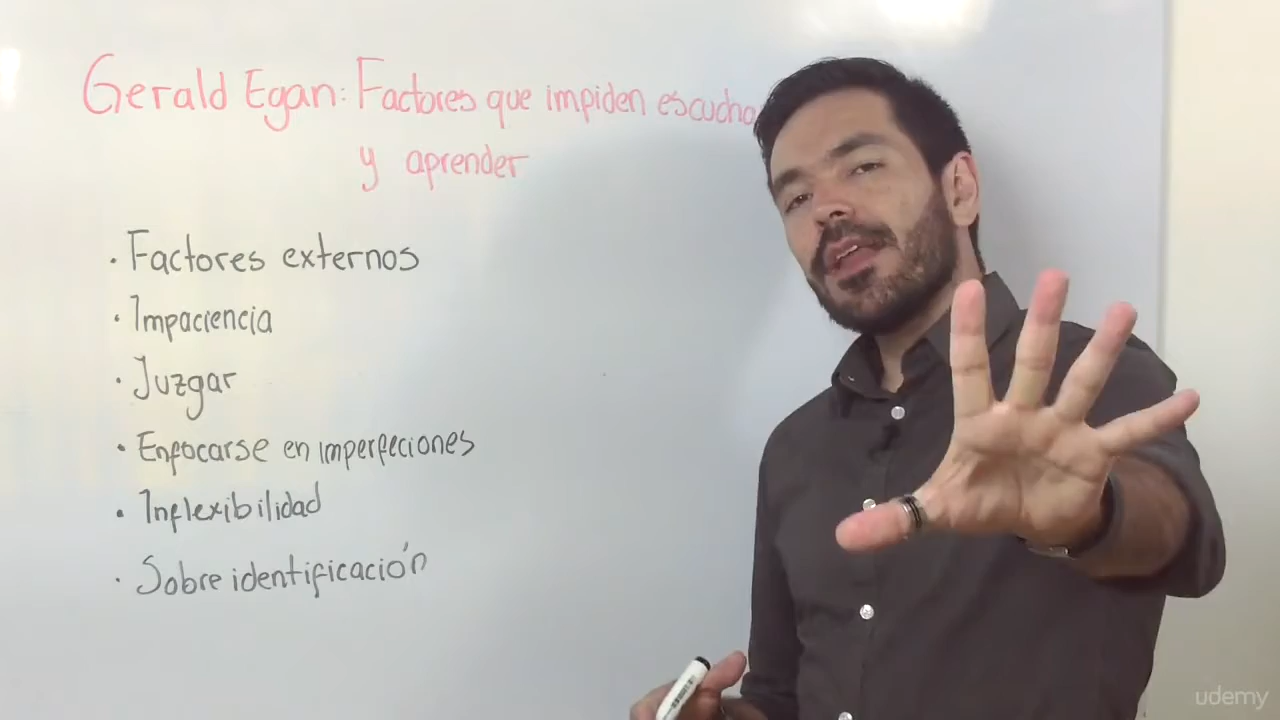 Gerald Egan: Factores que impiden escucha
y aprender
· Factores externos
· Impaciencia
· Juzgar
· Enfocarse en imperfeciones
· Inflexibilidad
· Sobre identificación
udemy